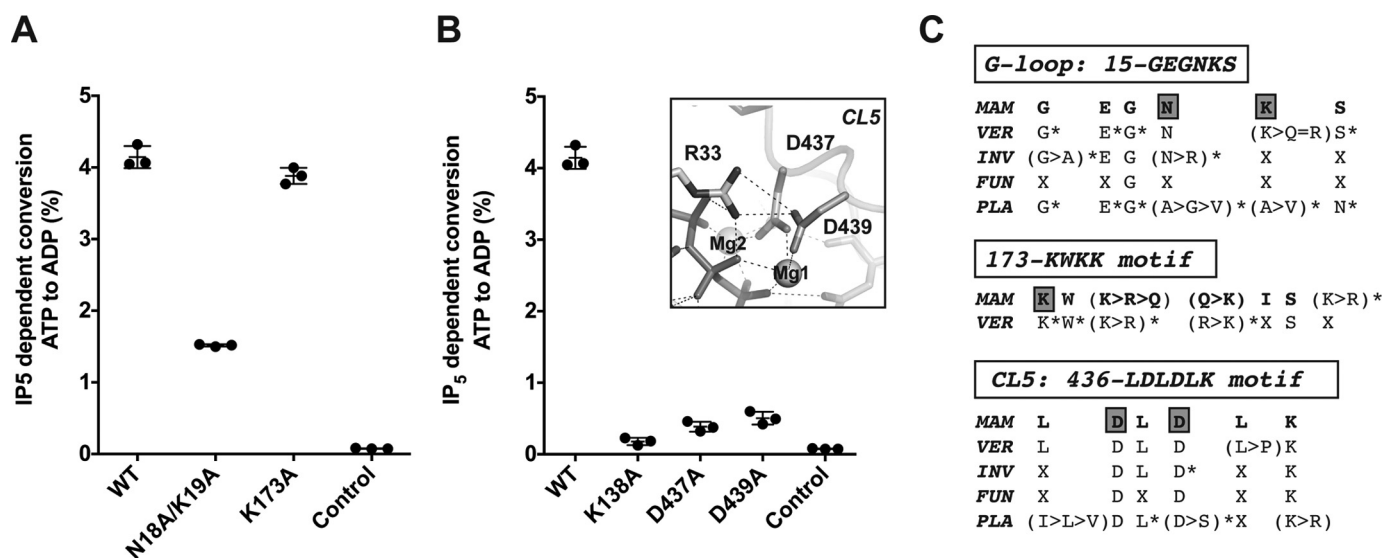 A
IP5 dependent conversion
ATP to ADP (%)
5
4
3
2
1
0
WT
N18A/K19A
K173A
Control
B
IP5 dependent conversion
ATP to ADP (%)
5
4
3
2
1
0
WT
K138A
D437A
D439A
Control
CL5
D437
R33
D439
Mg2
Mg1
C
G-loop: 15-GEGNKS
MAM G E G N K S
VER G* E*G* N (K>Q=R)S*
INV (G>A)*E G (N>R)* X X
FUN X X G X X X
PLA G* E*G*(A>G>V)*(A>V)* N*
173-KWKK motif
MAM K W (K>R>Q) (Q>K) I S (K>R)*
VER K*W*(K>R)* (R>K)*X S X
CL5: 436-LDLDLK motif
MAM L D L D L K
VER L D L D (L>P)K
INV X D L D* X K
FUN X D X D X K
PLA (I>L>V)D L*(D>S)*X (K>R)